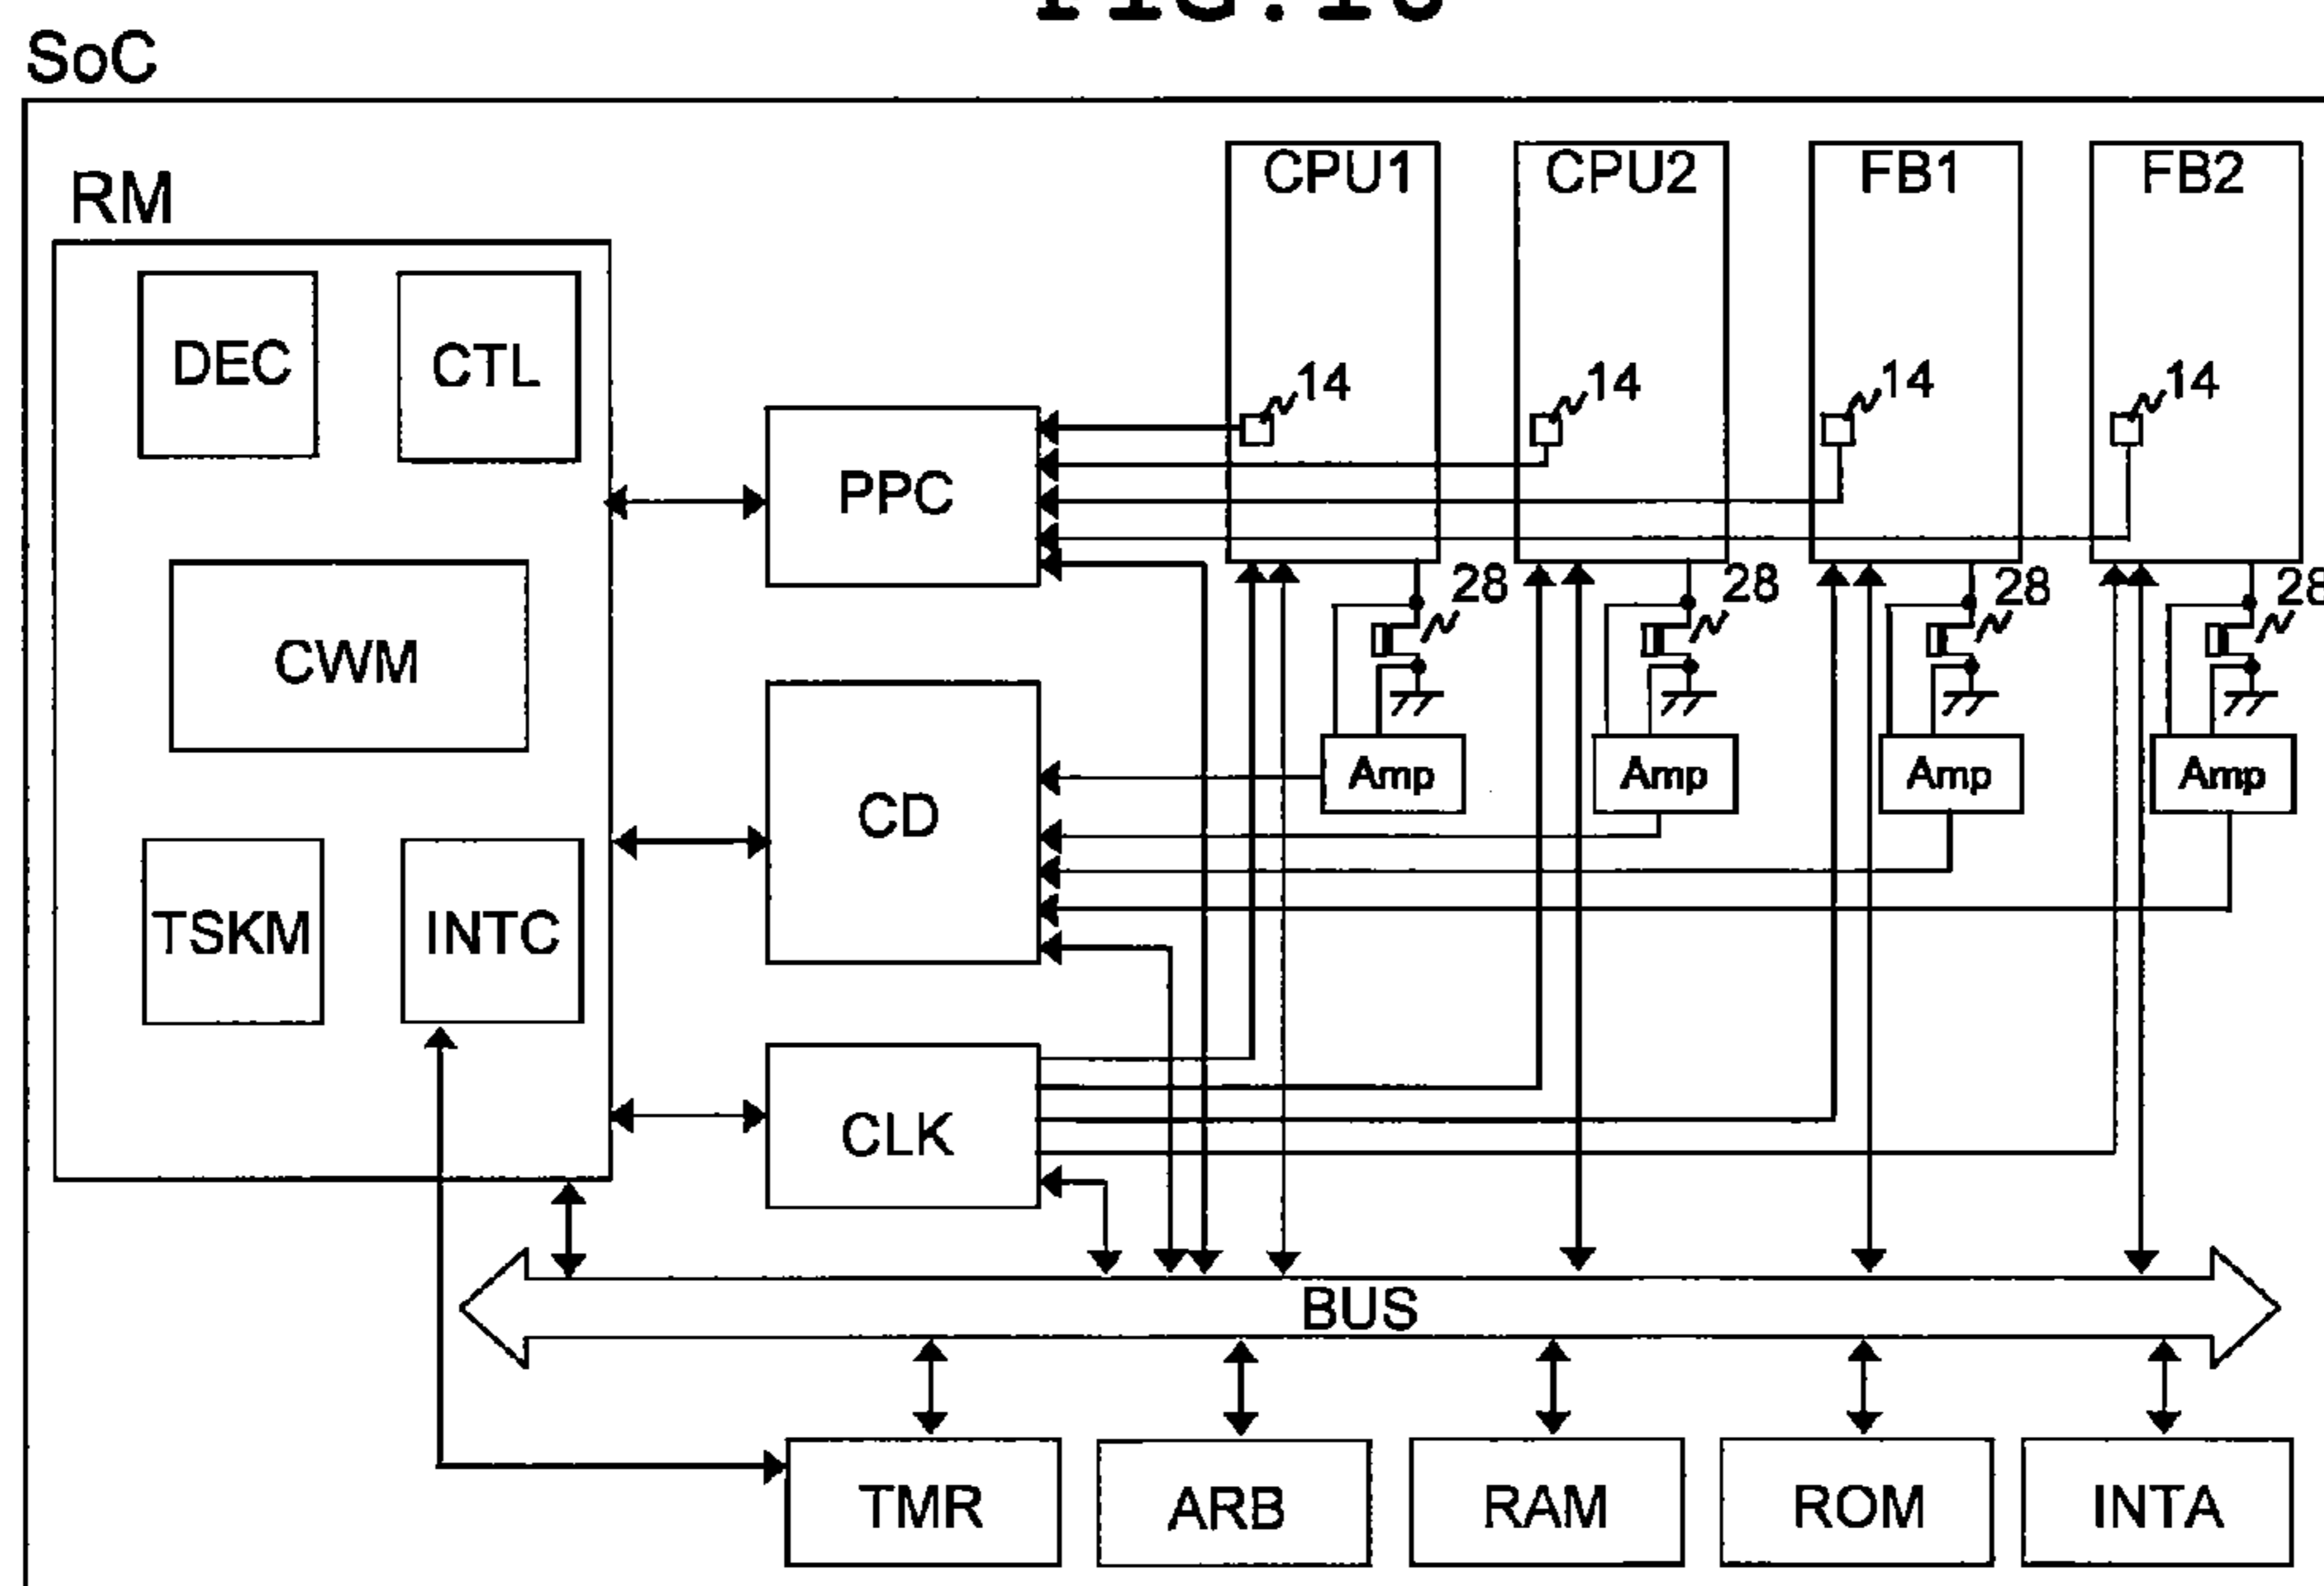 SoC
RM
DEC
CTL
CWM
TSKM
INTC
PPC
CD
CLK
CPU1
CPU2
FB1
FB2
14
14
14
14
28
28
28
28
Amp
Amp
Amp
Amp
BUS
TMR
ARB
RAM
ROM
INTA